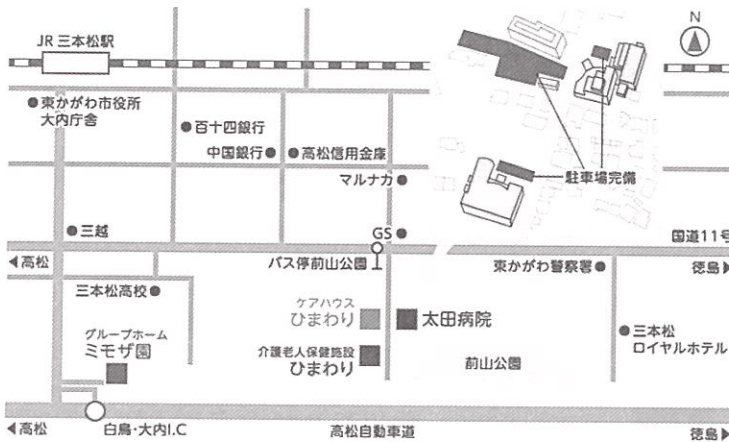 N
JR 三本松駅
東かがわ市役所
大内庁舎
百十四銀行
中国銀行
高松信用金庫
マルナカ
駐車場完備
三越
GS
国道11号
◀高松
バス停前山公園
東かがわ警察署
徳島▶
三本松高校
ケアハウス
ひまわり
太田病院
三本松
ロイヤルホテル
グループホーム
ミモザ園
介護老人保健施設
ひまわり
前山公園
◀高松
白鳥・大内I.C
高松自動車道
徳島▶